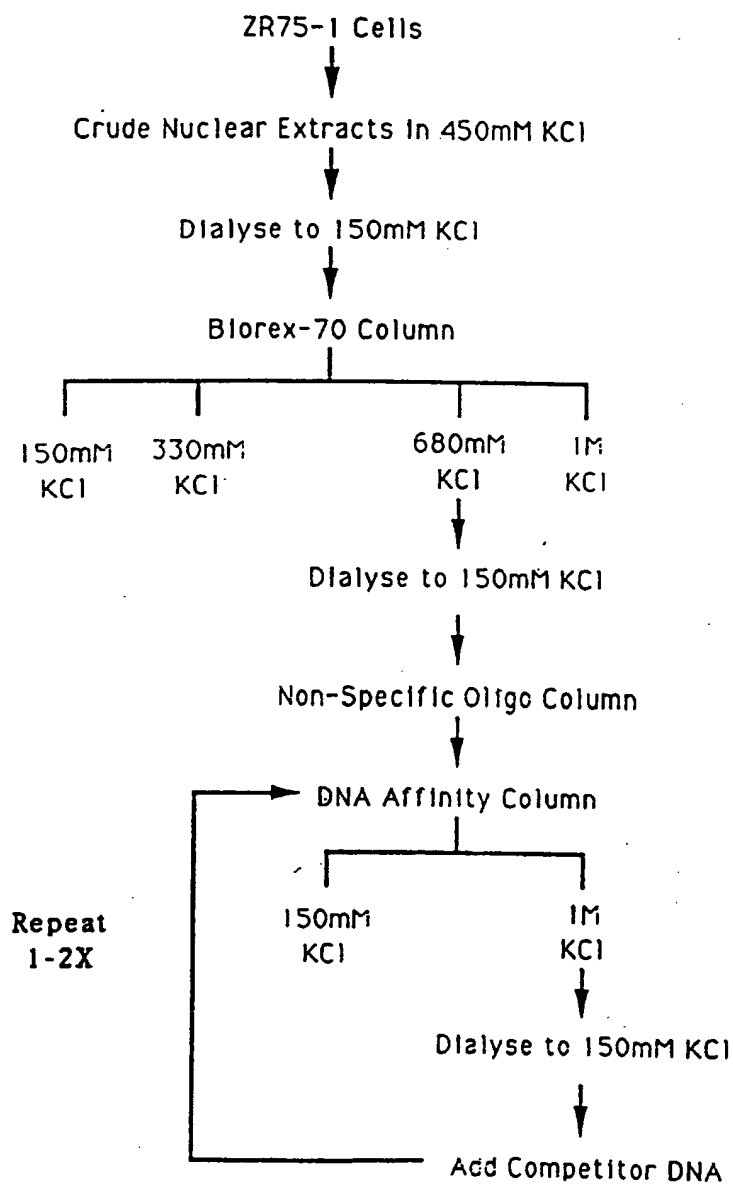 ZR75-1 Cells
Crude Nuclear Extracts in 450mM KCl
Dialyse to 150mM KCl
Biorex-70 Column
150mM 330mM 680mM 1M
KCl KCl KCl KCl
Dialyse to 150mM KCl
Non-Specific Oligo Column
DNA Affinity Column
Repeat
1-2X
150mM 1M
KCl KCl
Dialyse to 150mM KCl
Add Competitor DNA